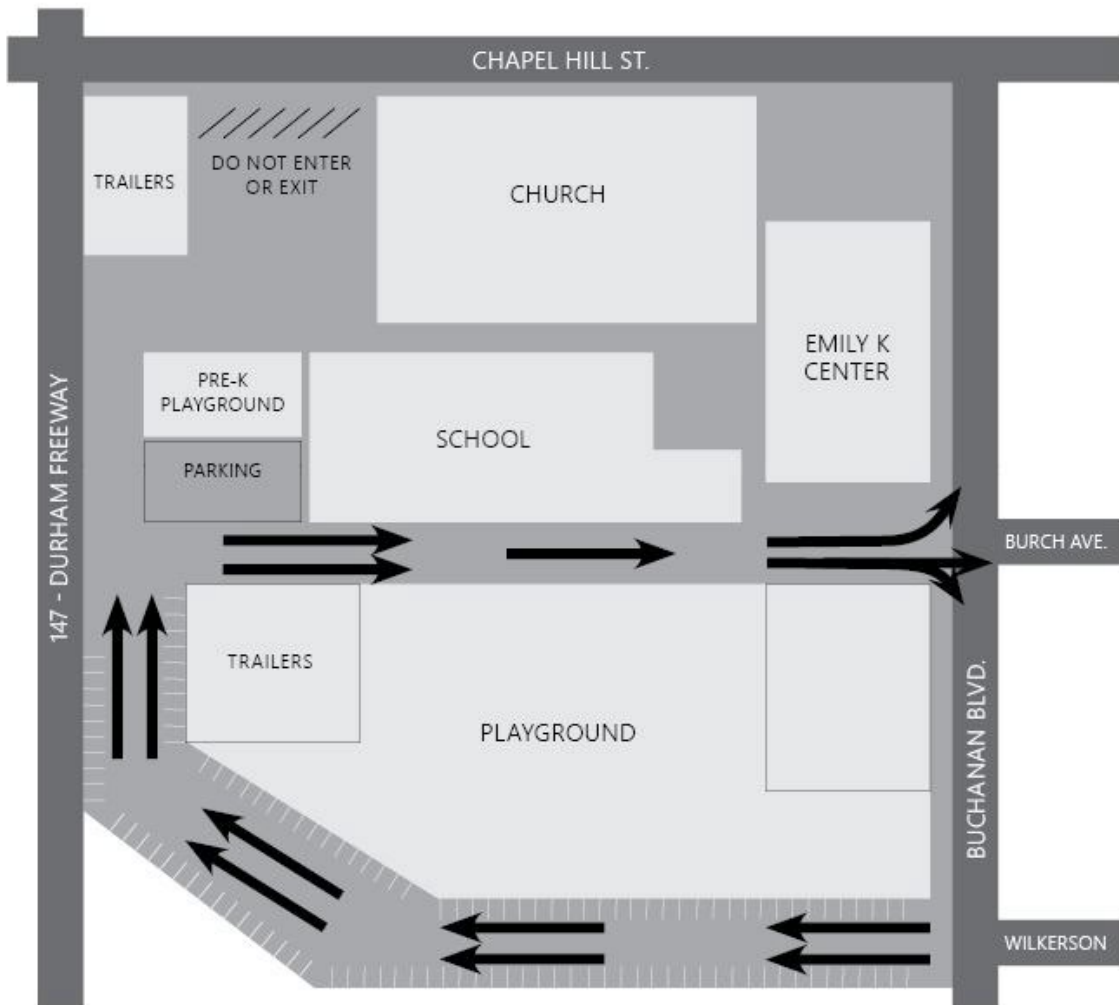 CHAPEL HILL ST.
TRAILERS
DO NOT ENTER
OR EXIT
CHURCH
EMILY K
CENTER
PRE-K
PLAYGROUND
SCHOOL
PARKING
147 - DURHAM FREEWAY
BURCH AVE.
TRAILERS
PLAYGROUND
BUCHANAN BLVD.
WILKERSON